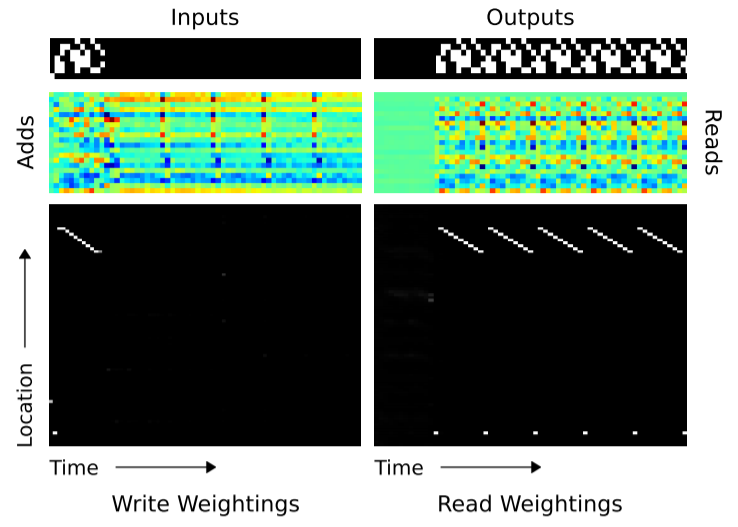 Inputs
Outputs
Adds
Reads
Location
Time
Time
Write Weightings
Read Weightings